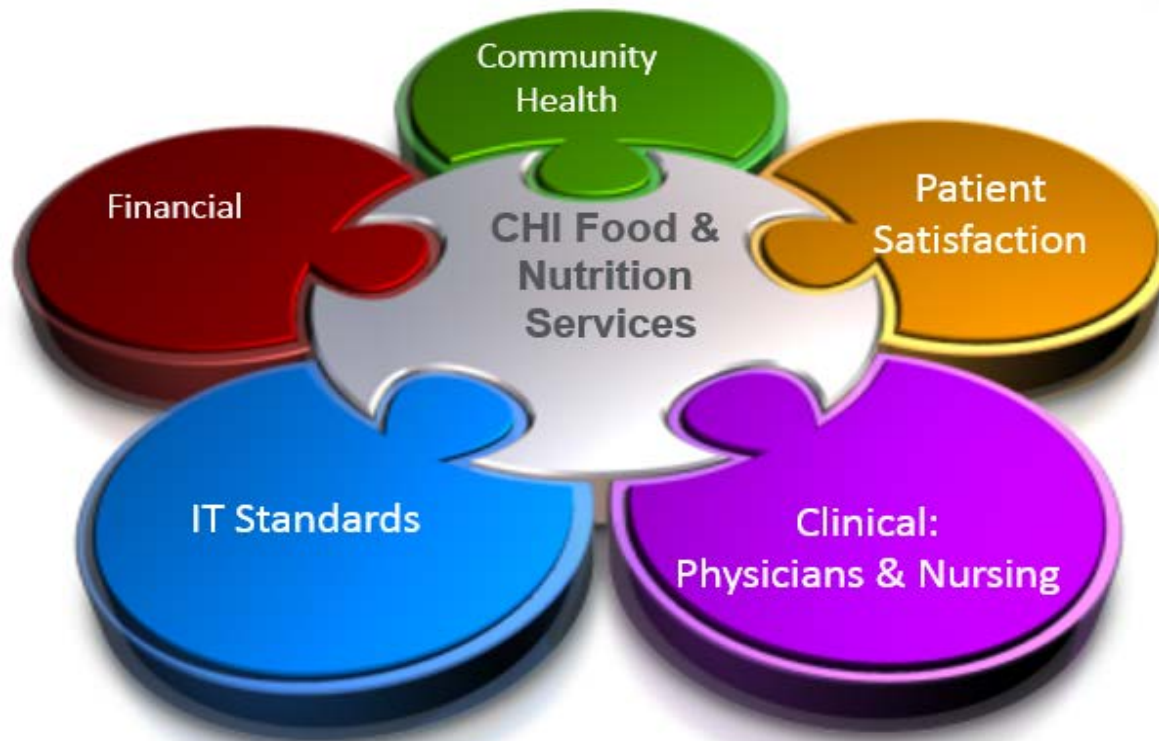 Community
Health
Financial
Patient
Satisfaction
CHI Food &
Nutrition
Services
IT Standards
Clinical:
Physicians & Nursing